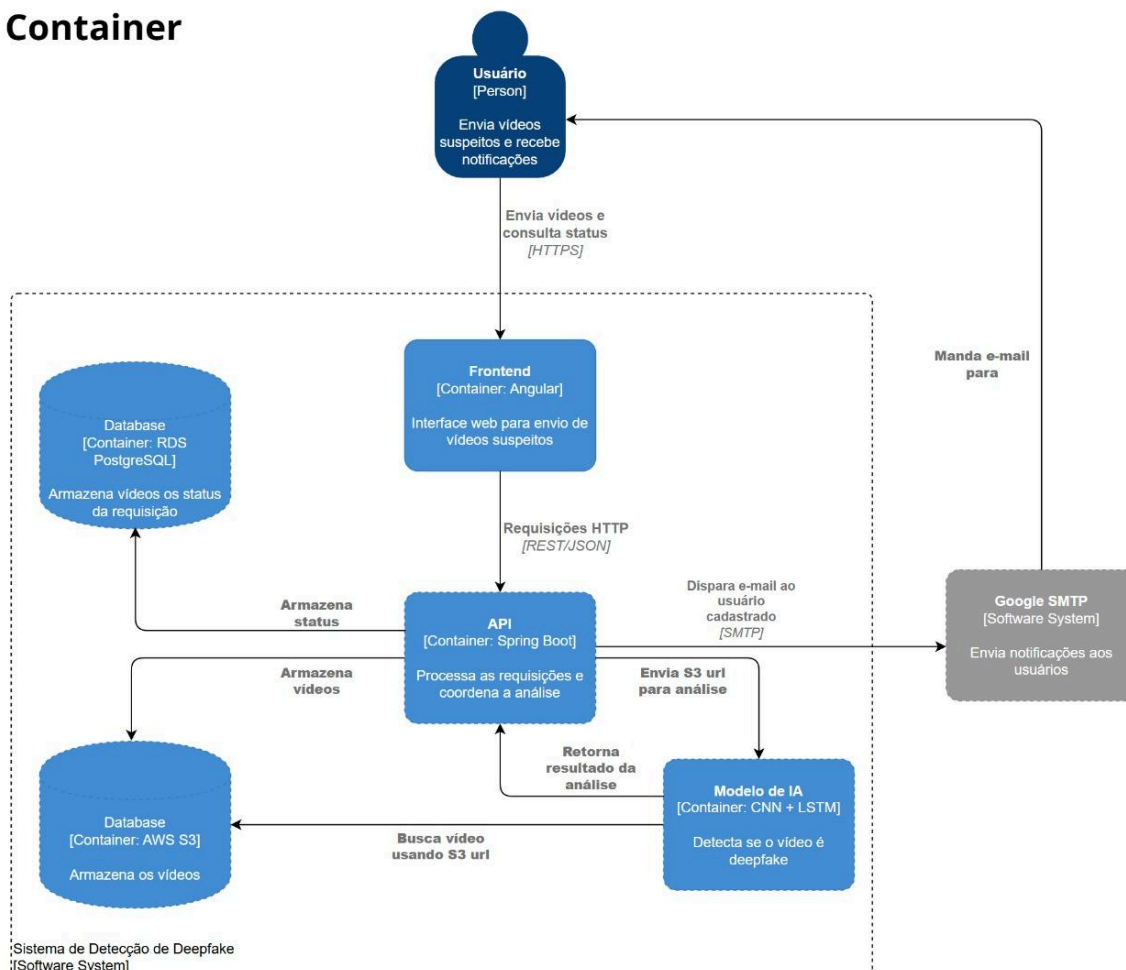 Container
Usuário
[Person]
Envia vídeos
suspeitos e recebe
notificações
Envia vídeos e
consulta status
[HTTPS]
Manda e-mail
para
Frontend
[Container: Angular]
Interface web para envio de
vídeos suspeitos
Database
[Container: RDS
PostgreSQL]
Armazena vídeos os status
da requisição
Requisições HTTP
[REST/JSON]
Armazena
status
API
[Container: Spring Boot]
Processa as requisições e
coordena a análise
Dispara e-mail ao
usuário
cadastrado
[SMTP]
Google SMTP
[Software System]
Envia notificações aos
usuários
Armazena
vídeos
Envia S3 url
para análise
Retorna
resultado da
análise
Modelo de IA
[Container: CNN + LSTM]
Detecta se o vídeo é
deepfake
Database
[Container: AWS S3]
Armazena os vídeos
Busca vídeo
usando S3 url
Sistema de Detecção de Deepfake
[Software System]